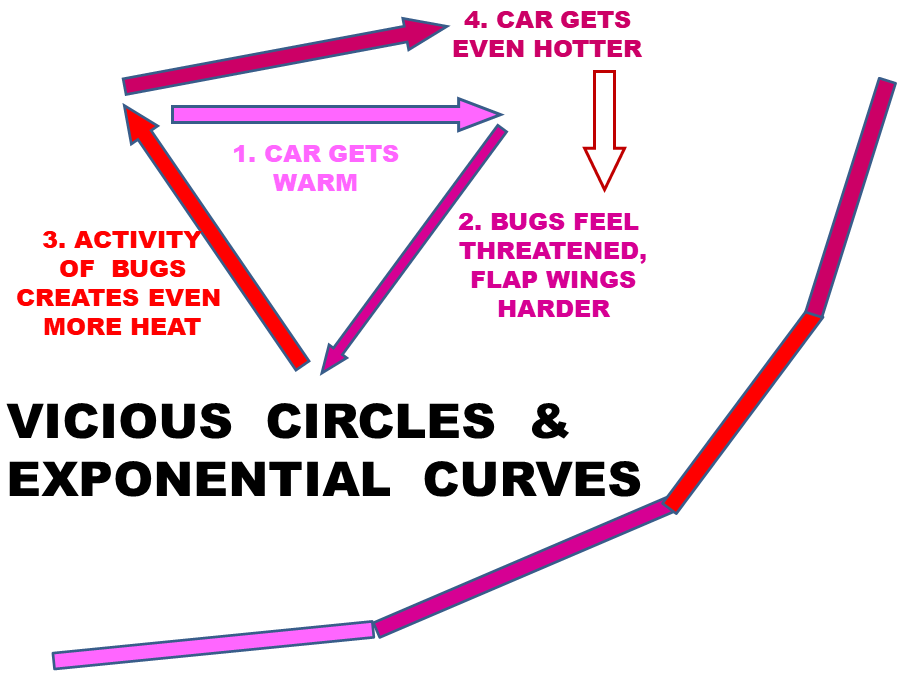 4. CAR GETS
EVEN HOTTER
1. CAR GETS
WARM
2. BUGS FEEL
THREATENED,
FLAP WINGS
HARDER
3. ACTIVITY
OF BUGS
CREATES EVEN
MORE HEAT
VICIOUS CIRCLES &
EXPONENTIAL CURVES